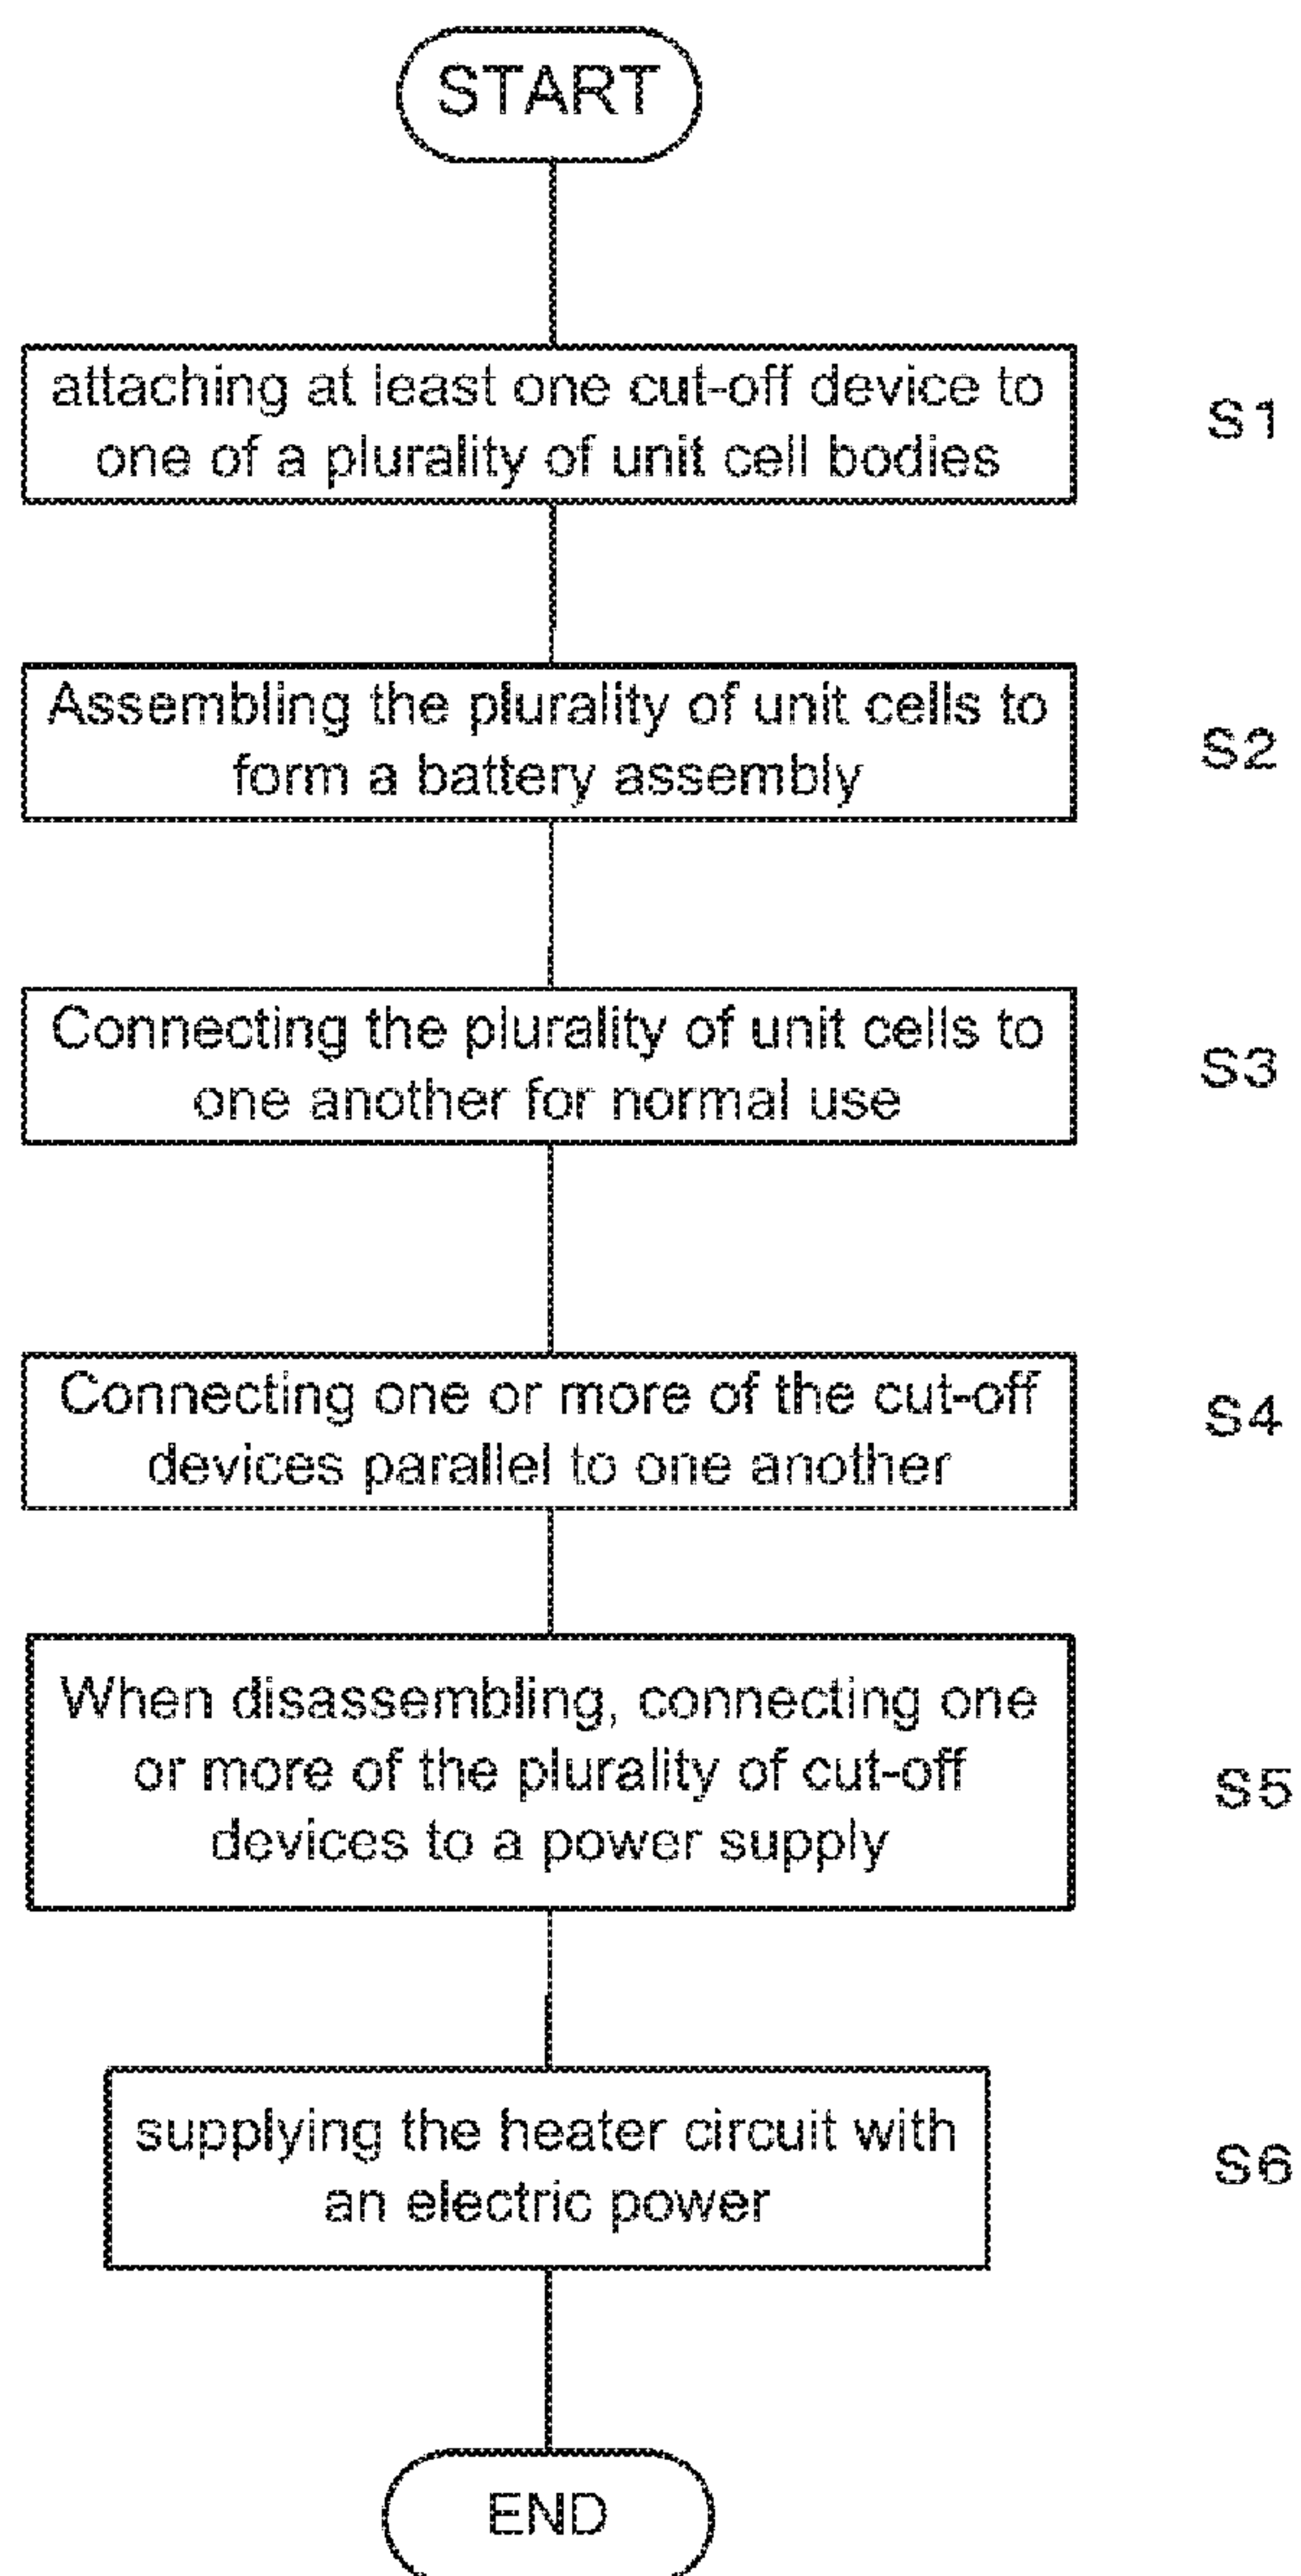 START
attaching at least one cut-off device to
one of a plurality of unit cell bodies
S1
Assembling the plurality of unit cells to
form a battery assembly
S2
Connecting the plurality of unit cells to
one another for normal use
S3
Connecting one or more of the cut-off
devices parallel to one another
S4
When disassembling, connecting one
or more of the plurality of cut-off
devices to a power supply
S5
supplying the heater circuit with
an electric power
S6
END